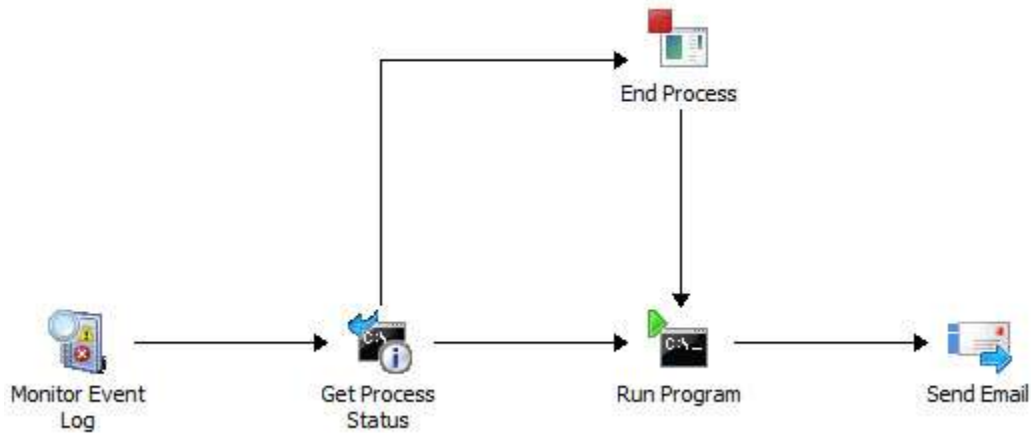 End Process
Monitor Event
Log
Get Process
Status
Run Program
Send Email